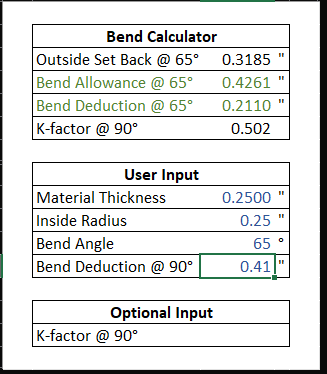 Bend Calculator
Outside Set Back @ 65° 0.3185 "
Bend Allowance @ 65° 0.4261 "
Bend Deduction @ 65° 0.2110 "
K-factor @ 90° 0.502
User Input
Material Thickness 0.2500 "
Inside Radius 0.25 "
Bend Angle 65 °
Bend Deduction @ 90° 0.41 "
Optional Input
K-factor @ 90°